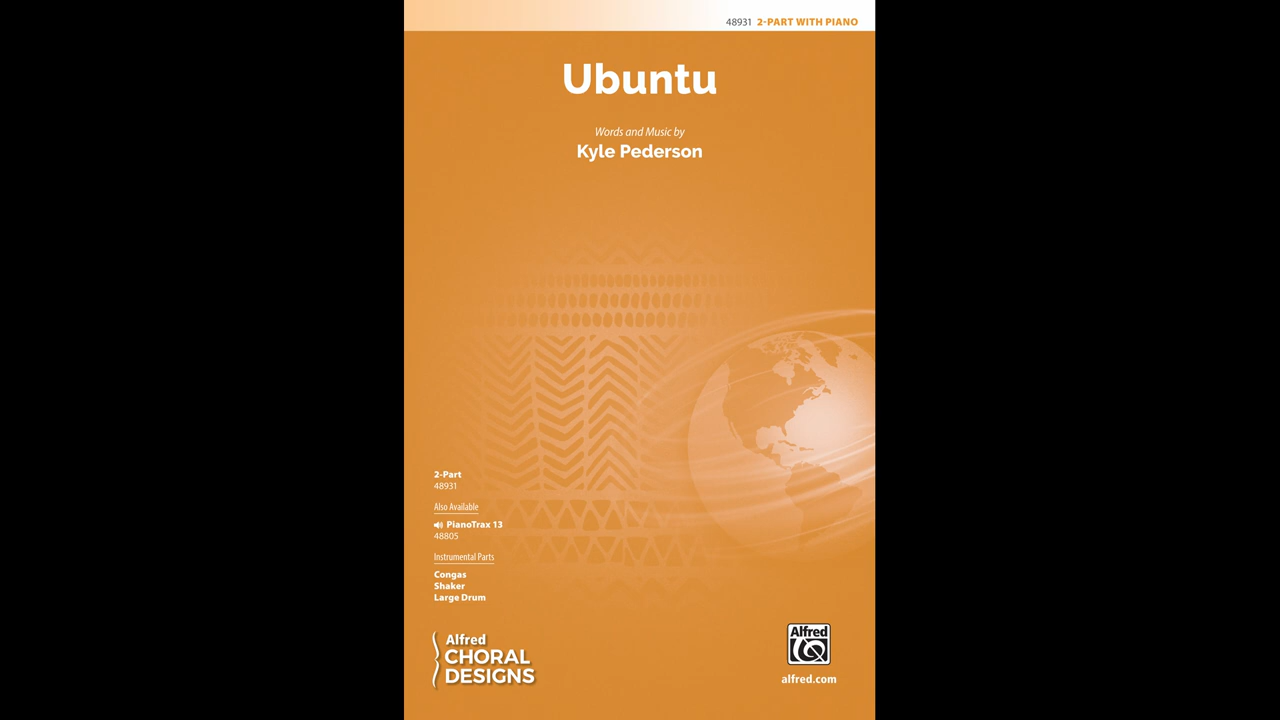 48931 2-PART WITH PIANO
Ubuntu
Words and Music by
Kyle Pederson
2-Part
48931
Also Available
PianoTrax 13
48805
Instrumental Parts
Congas
Shaker
Large Drum
Alfred
CHORAL
DESIGNS
Alfred
alfred.com